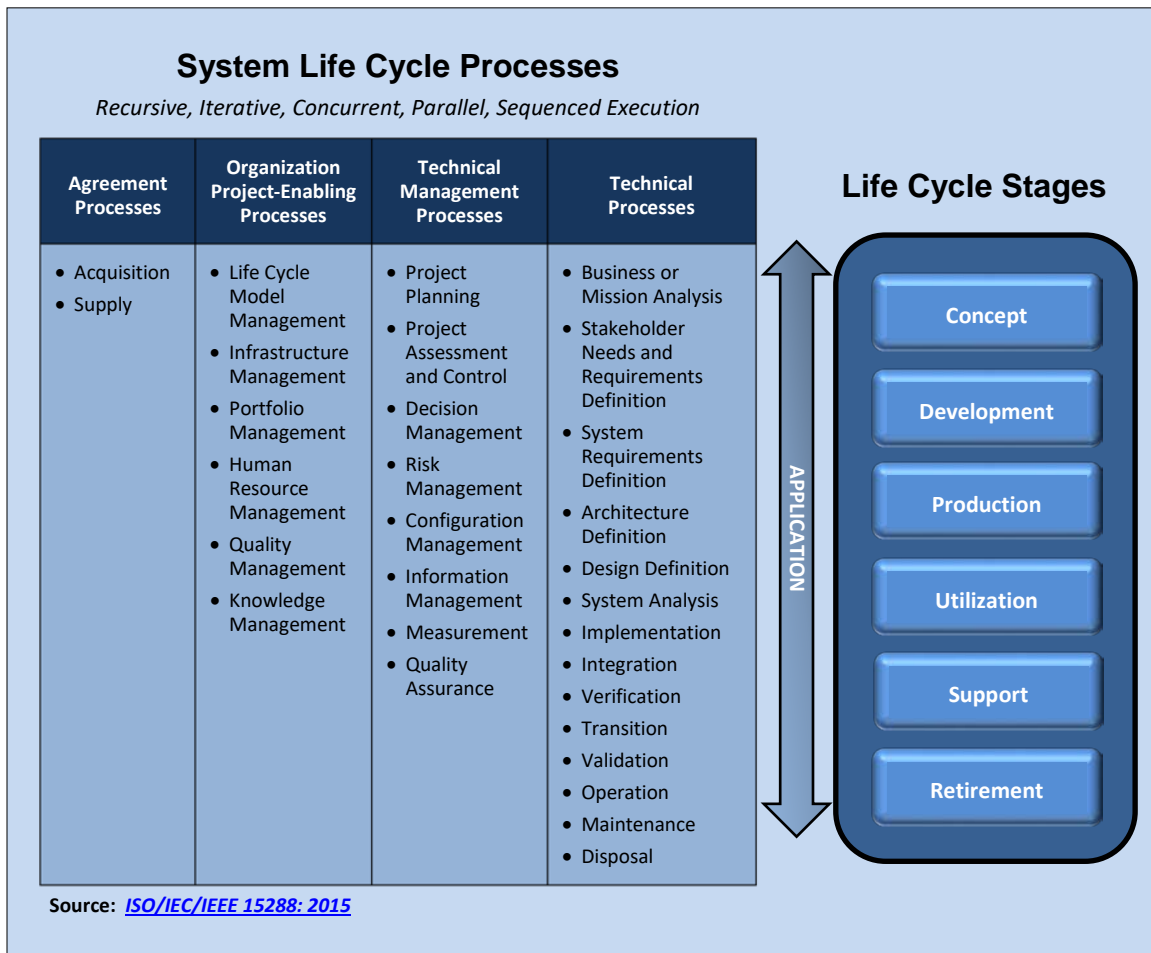 System Life Cycle Processes
Recursive, Iterative, Concurrent, Parallel, Sequenced Execution
Agreement
Processes
Organization
Project-Enabling
Processes
Technical
Management
Processes
Technical
Processes
• Acquisition
• Supply
• Life Cycle
Model
Management
• Infrastructure
Management
• Portfolio
Management
• Human
Resource
Management
• Quality
Management
• Knowledge
Management
• Project
Planning
• Project
Assessment
and Control
• Decision
Management
• Risk
Management
• Configuration
Management
• Information
Management
• Measurement
• Quality
Assurance
• Business or
Mission Analysis
• Stakeholder
Needs and
Requirements
Definition
• System
Requirements
Definition
• Architecture
Definition
• Design Definition
• System Analysis
• Implementation
• Integration
• Verification
• Transition
• Validation
• Operation
• Maintenance
• Disposal
APPLICATION
Life Cycle Stages
Concept
Development
Production
Utilization
Support
Retirement
Source: ISO/IEC/IEEE 15288: 2015